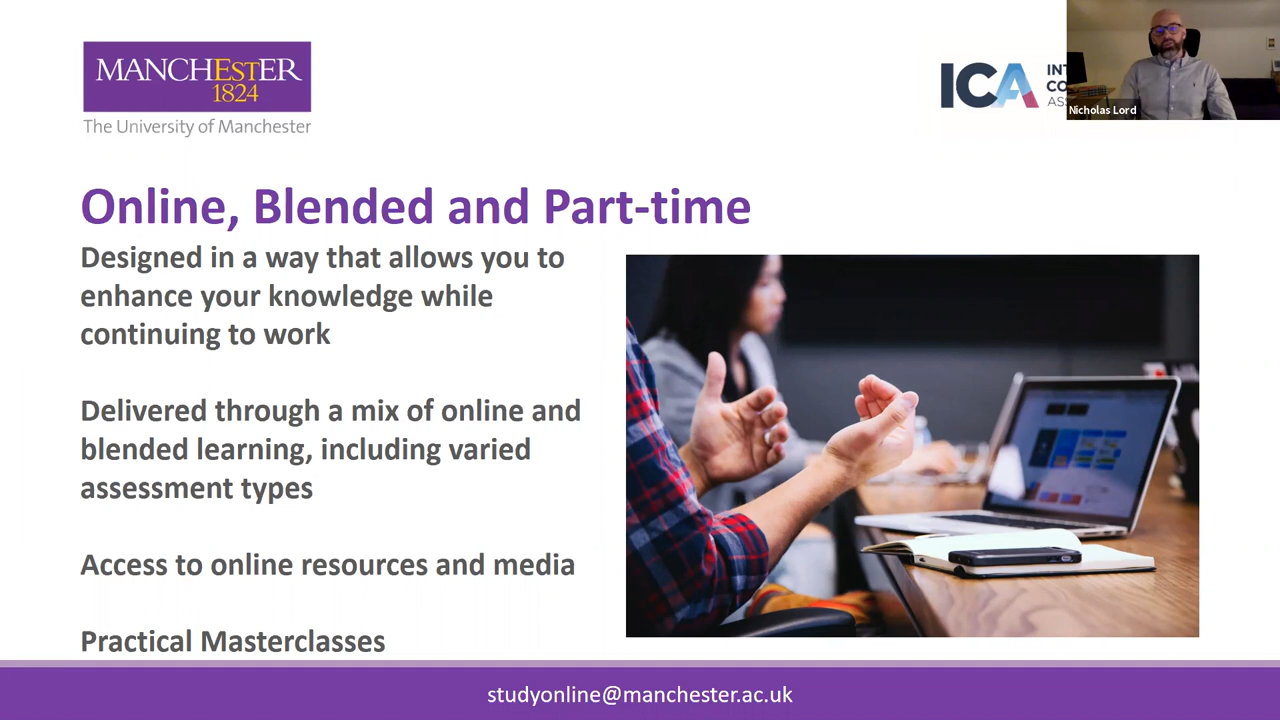 MANCHESTER
1824
The University of Manchester
ICA
Nicholas Lord
Online, Blended and Part-time
Designed in a way that allows you to
enhance your knowledge while
continuing to work
Delivered through a mix of online and
blended learning, including varied
assessment types
Access to online resources and media
Practical Masterclasses
studyonline@manchester.ac.uk